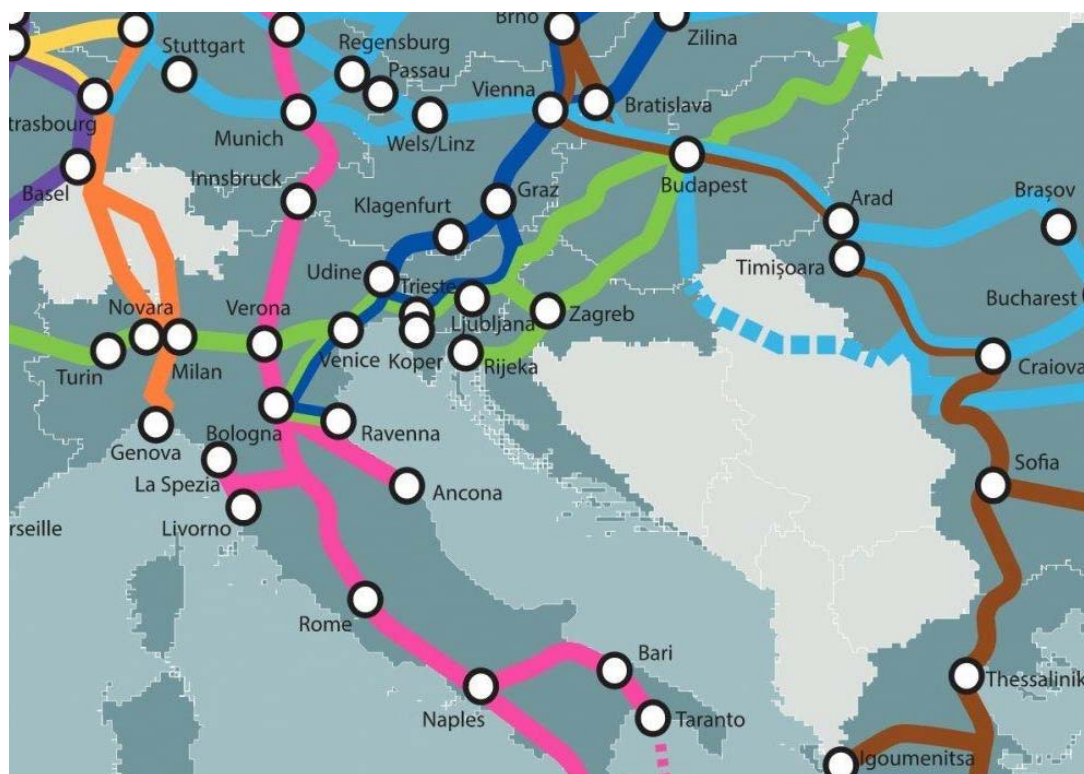 Brno
Stuttgart
Regensburg
Zilina
Passau
Vienna
Bratislava
trasbourg
Munich
Wels/Linz
Basel
Innsbruck
Budapest
Klagenfurt
Graz
Arad
Brașov
Udine
Trieste
Timișoara
Novara
Verona
Bucharest
Ljubljana
Zagreb
Venice
Koper
Rijeka
Turin
Milan
Craiova
Genova
Bologna
Ravenna
Sofia
La Spezia
Ancona
Livorno
rseille
Rome
Bari
Thessalinik
Naples
Taranto
Igoumenitsa